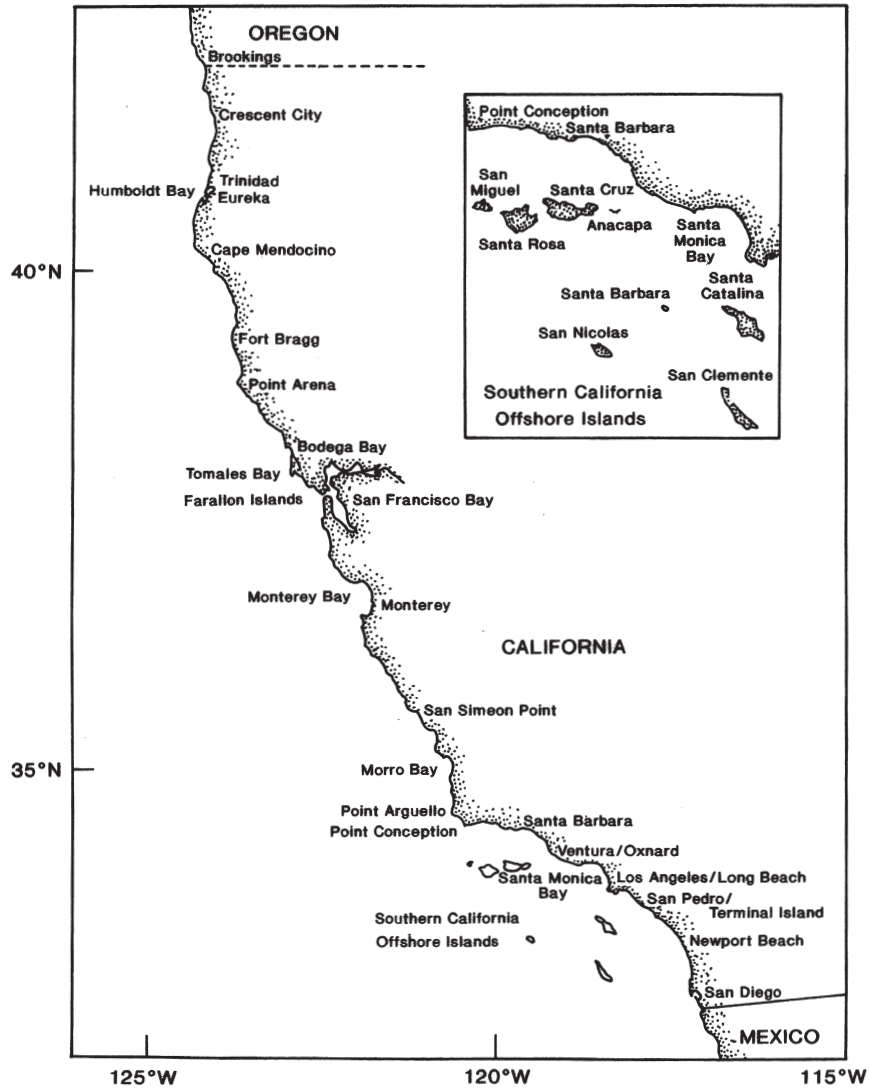 OREGON
Brookings
Crescent City
Humboldt Bay
Trinidad
Eureka
Cape Mendocino
40°N
Fort Bragg
Point Arena
Bodega Bay
Tomales Bay
Farallon Islands
San Francisco Bay
Monterey Bay
Monterey
CALIFORNIA
San Simeon Point
35°N
Morro Bay
Point Arguello
Point Conception
Santa Barbara
Ventura/Oxnard
Santa Monica
Bay
Los Angeles/Long Beach
San Pedro/
Terminal Island
Southern California
Offshore Islands
Newport Beach
San Diego
MEXICO
125°W
120°W
115°W
Point Conception
Santa Barbara
San
Miguel
Santa Cruz
Anacapa
Santa Rosa
Santa
Monica
Bay
Santa
Catalina
Santa Barbara
San Nicolas
San Clemente
Southern California
Offshore Islands